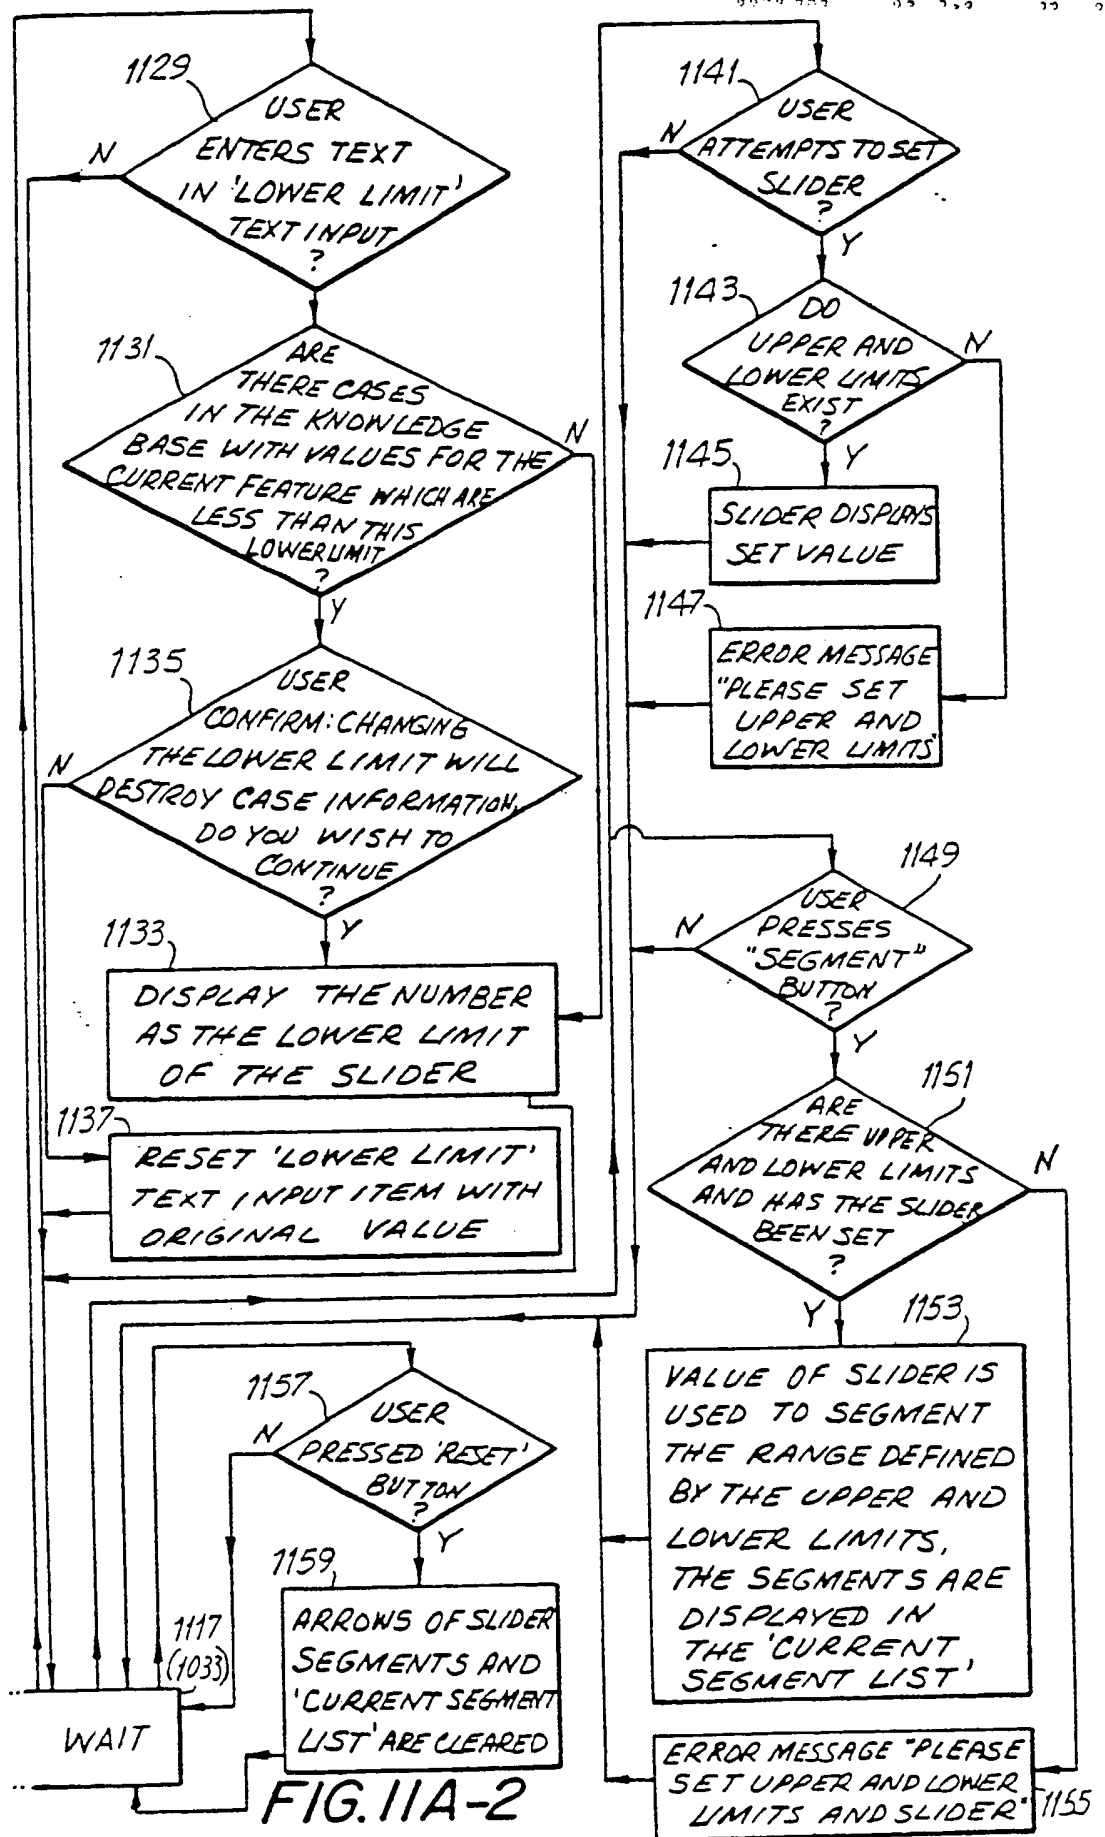 1129
USER
ENTERS TEXT
IN 'LOWER LIMIT'
TEXT INPUT
?
N
1131
ARE
THERE CASES
IN THE KNOWLEDGE
BASE WITH VALUES FOR THE
CURRENT FEATURE WHICH ARE
LESS THAN THIS
LOWER LIMIT
?
N
Y
1135
USER
CONFIRM: CHANGING
THE LOWER LIMIT WILL
DESTROY CASE INFORMATION,
DO YOU WISH TO
CONTINUE
?
N
Y
1133
DISPLAY THE NUMBER
AS THE LOWER LIMIT
OF THE SLIDER
1137
RESET 'LOWER LIMIT'
TEXT INPUT ITEM WITH
ORIGINAL VALUE
1141
USER
ATTEMPTS TO SET
SLIDER
?
N
Y
1143
DO
UPPER AND
LOWER LIMITS
EXIST
?
N
Y
1145
SLIDER DISPLAYS
SET VALUE
1147
ERROR MESSAGE
"PLEASE SET
UPPER AND
LOWER LIMITS"
1149
USER
PRESSES
"SEGMENT"
BUTTON
?
N
Y
1151
ARE
THERE UPPER
AND LOWER LIMITS
AND HAS THE SLIDER
BEEN SET
?
N
Y
1153
VALUE OF SLIDER IS
USED TO SEGMENT
THE RANGE DEFINED
BY THE UPPER AND
LOWER LIMITS,
THE SEGMENTS ARE
DISPLAYED IN
THE 'CURRENT
SEGMENT LIST'
ERROR MESSAGE "PLEASE
SET UPPER AND LOWER
LIMITS AND SLIDER"
1155
1157
USER
PRESSED 'RESET'
BUTTON
?
N
Y
1159
ARROWS OF SLIDER
SEGMENTS AND
'CURRENT SEGMENT
LIST' ARE CLEARED
1117
(1033)
WAIT
FIG. 11A-2